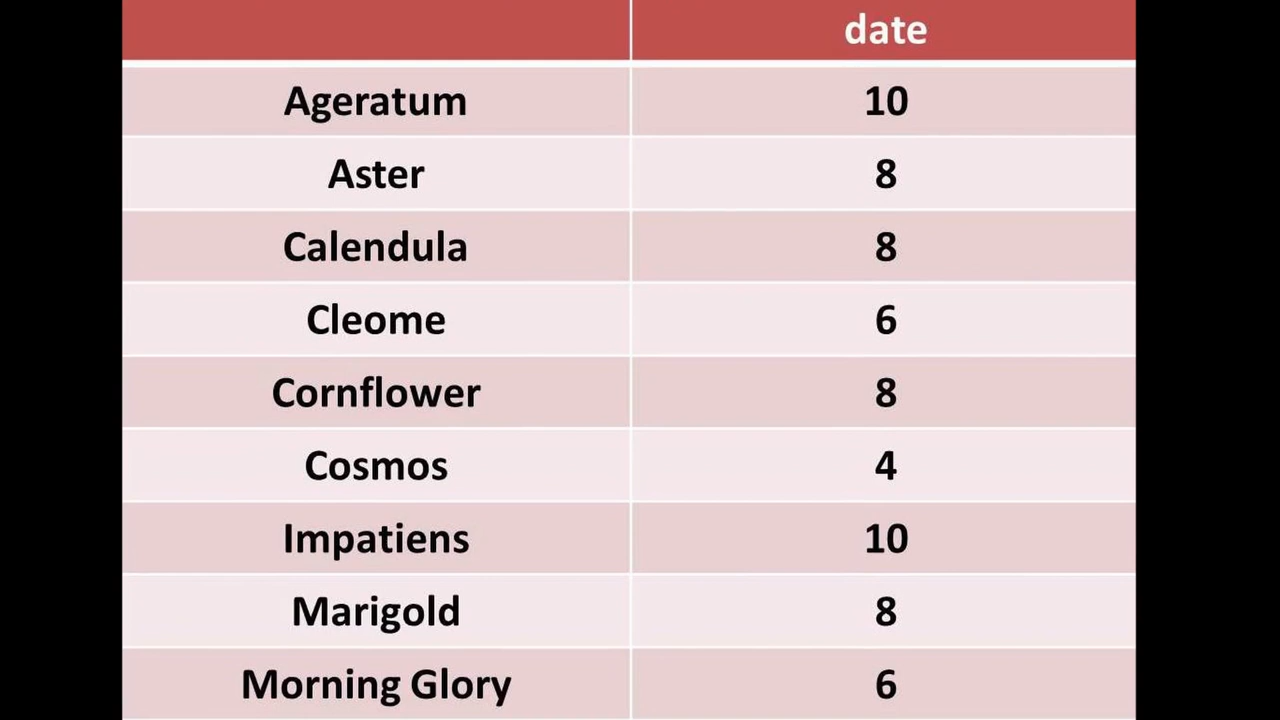 date
Ageratum 10
Aster 8
Calendula 8
Cleome 6
Cornflower 8
Cosmos 4
Impatiens 10
Marigold 8
Morning Glory 6